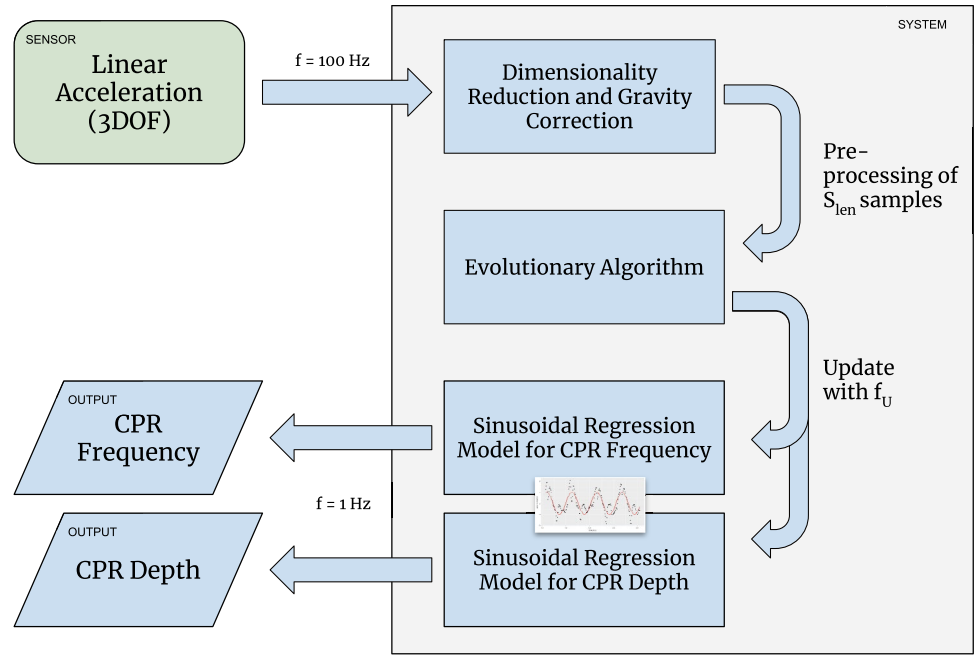 SENSOR
Linear
Acceleration
(3DOF)
f = 100 Hz
SYSTEM
Dimensionality
Reduction and Gravity
Correction
Pre-
processing of
Slen samples
Evolutionary Algorithm
Update
with fU
OUTPUT
CPR
Frequency
Sinusoidal Regression
Model for CPR Frequency
f = 1 Hz
OUTPUT
CPR Depth
Sinusoidal Regression
Model for CPR Depth